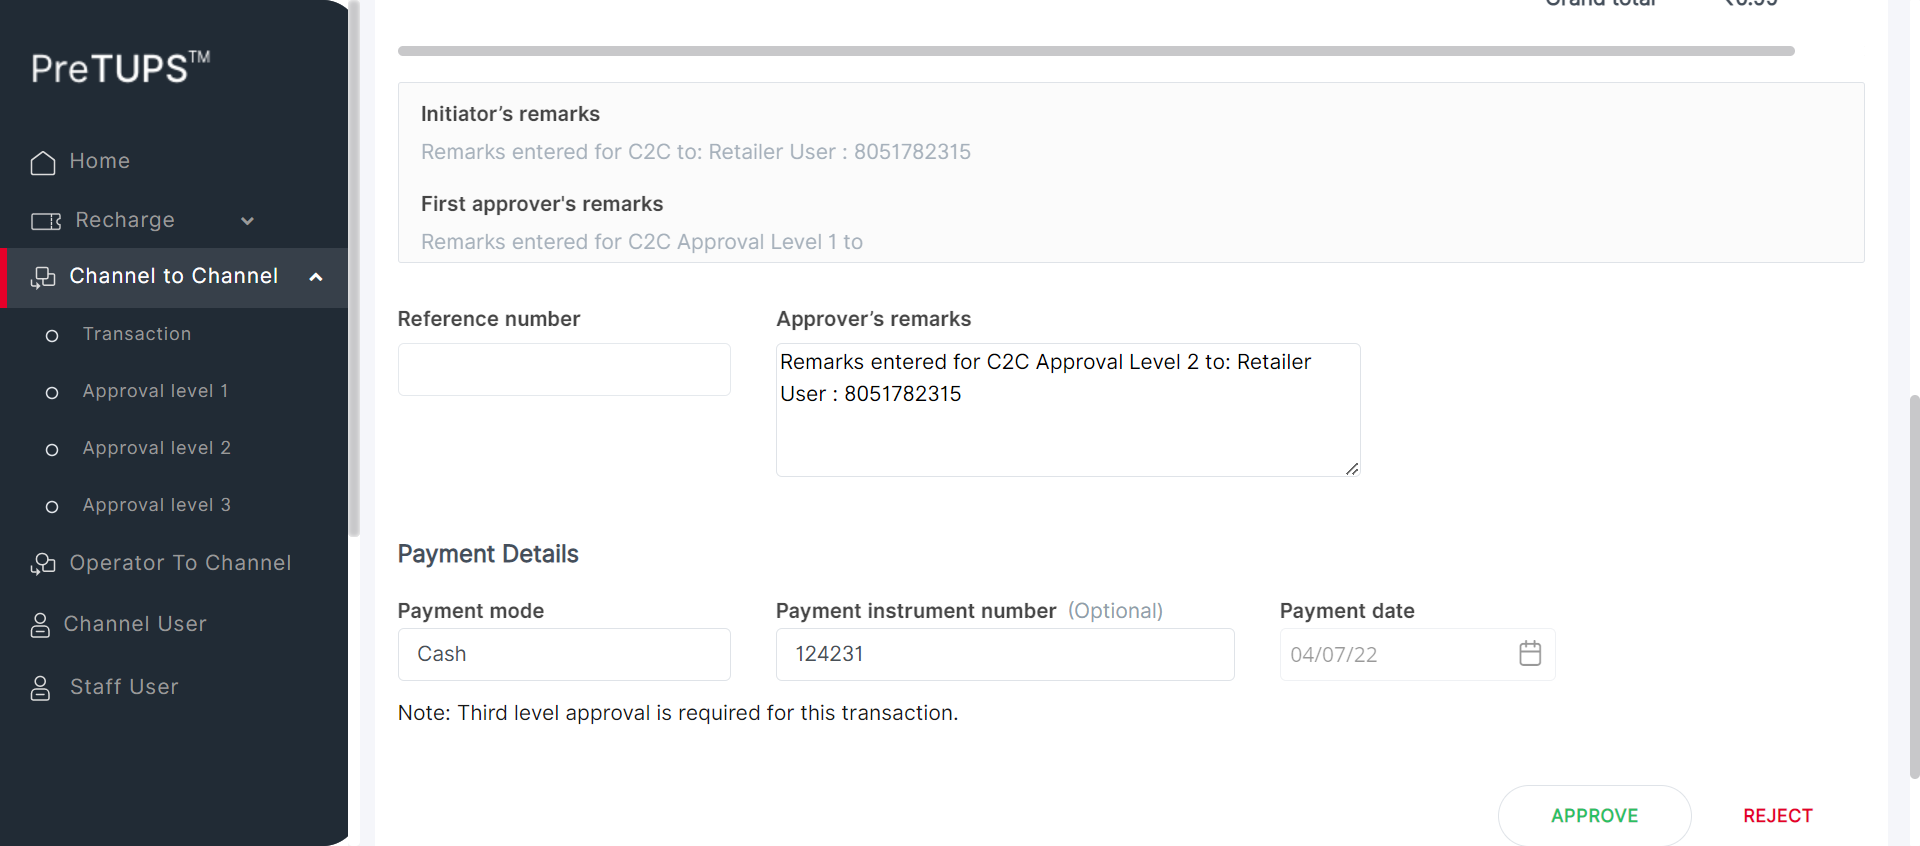 PreTUPS™
Home
Recharge
Channel to Channel
Transaction
Approval level 1
Approval level 2
Approval level 3
Operator To Channel
Channel User
Staff User
Grand total
Initiator’s remarks
Remarks entered for C2C to: Retailer User : 8051782315
First approver's remarks
Remarks entered for C2C Approval Level 1 to
Reference number
Approver’s remarks
Remarks entered for C2C Approval Level 2 to: Retailer
User : 8051782315
Payment Details
Payment mode
Payment instrument number (Optional)
Payment date
Cash
124231
04/07/22
Note: Third level approval is required for this transaction.
APPROVE
REJECT